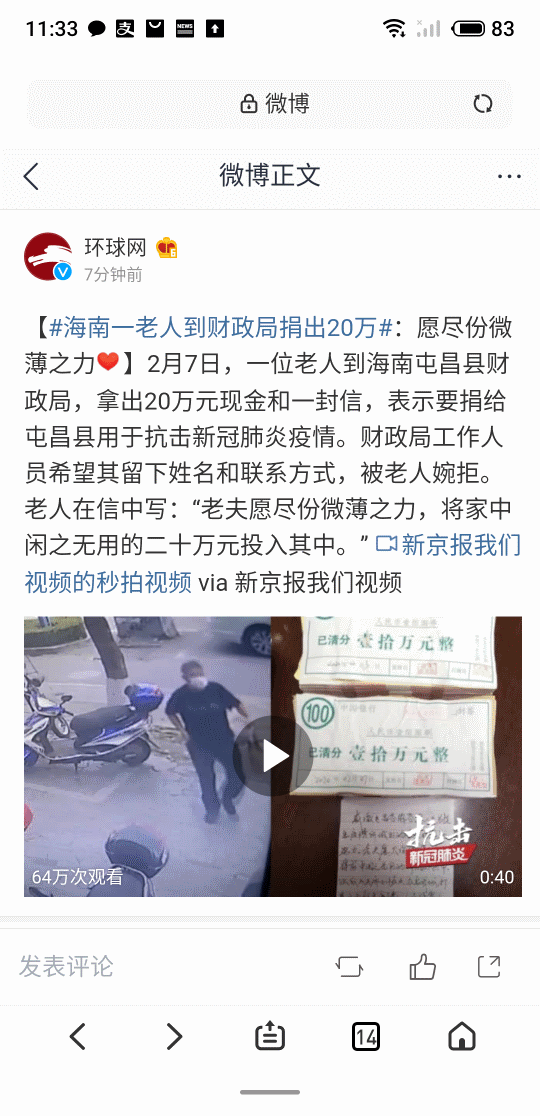 11:33
NEWS
83
微博
微博正文
环球网
7分钟前
【#海南一老人到财政局捐出20万#：愿尽份微
薄之力❤】2月7日，一位老人到海南屯昌县财
政局，拿出20万元现金和一封信，表示要捐给
屯昌县用于抗击新冠肺炎疫情。财政局工作人
员希望其留下姓名和联系方式，被老人婉拒。
老人在信中写：“老夫愿尽份微薄之力，将家中
闲之无用的二十万元投入其中。” 新京报我们
视频的秒拍视频 via 新京报我们视频
已清分 壹拾万元整
100 中国银行
已清分 壹拾万元整
抗击
新冠肺炎
64万次观看
0:40
发表评论
14